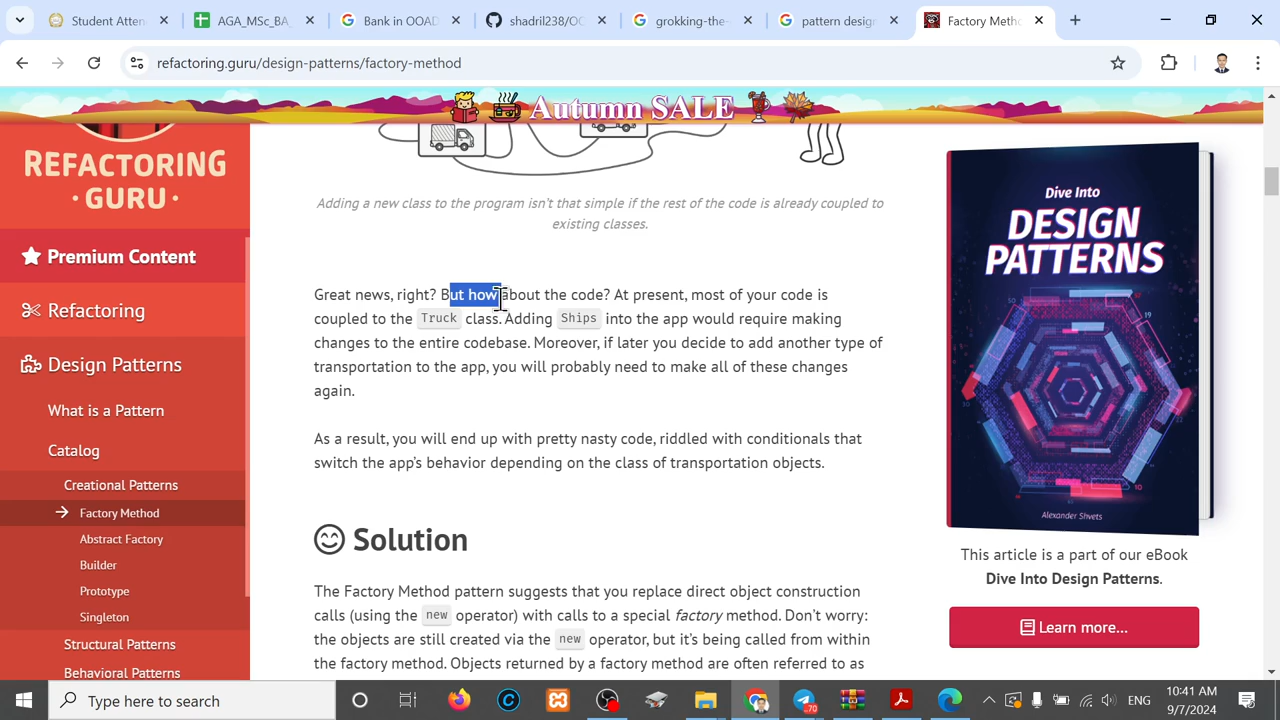 Student Atten
AGA_MSc_BA_
Bank in OOAD
shadril238/OO
grokking-the-
pattern desig
Factory Meth
refactoring.guru/design-patterns/factory-method
Autumn SALE
REFACTORING
· GURU ·
Premium Content
Refactoring
Design Patterns
What is a Pattern
Catalog
Creational Patterns
Factory Method
Abstract Factory
Builder
Prototype
Singleton
Structural Patterns
Behavioral Patterns
Adding a new class to the program isn't that simple if the rest of the code is already coupled to
existing classes.
Great news, right? But how about the code? At present, most of your code is
coupled to the Truck class. Adding Ships into the app would require making
changes to the entire codebase. Moreover, if later you decide to add another type of
transportation to the app, you will probably need to make all of these changes
again.
As a result, you will end up with pretty nasty code, riddled with conditionals that
switch the app's behavior depending on the class of transportation objects.
Solution
The Factory Method pattern suggests that you replace direct object construction
calls (using the new operator) with calls to a special factory method. Don't worry:
the objects are still created via the new operator, but it's being called from within
the factory method. Objects returned by a factory method are often referred to as
Dive Into
DESIGN
PATTERNS
Alexander Shvets
This article is a part of our eBook
Dive Into Design Patterns.
Learn more...
Type here to search
70
ENG
10:41 AM
9/7/2024